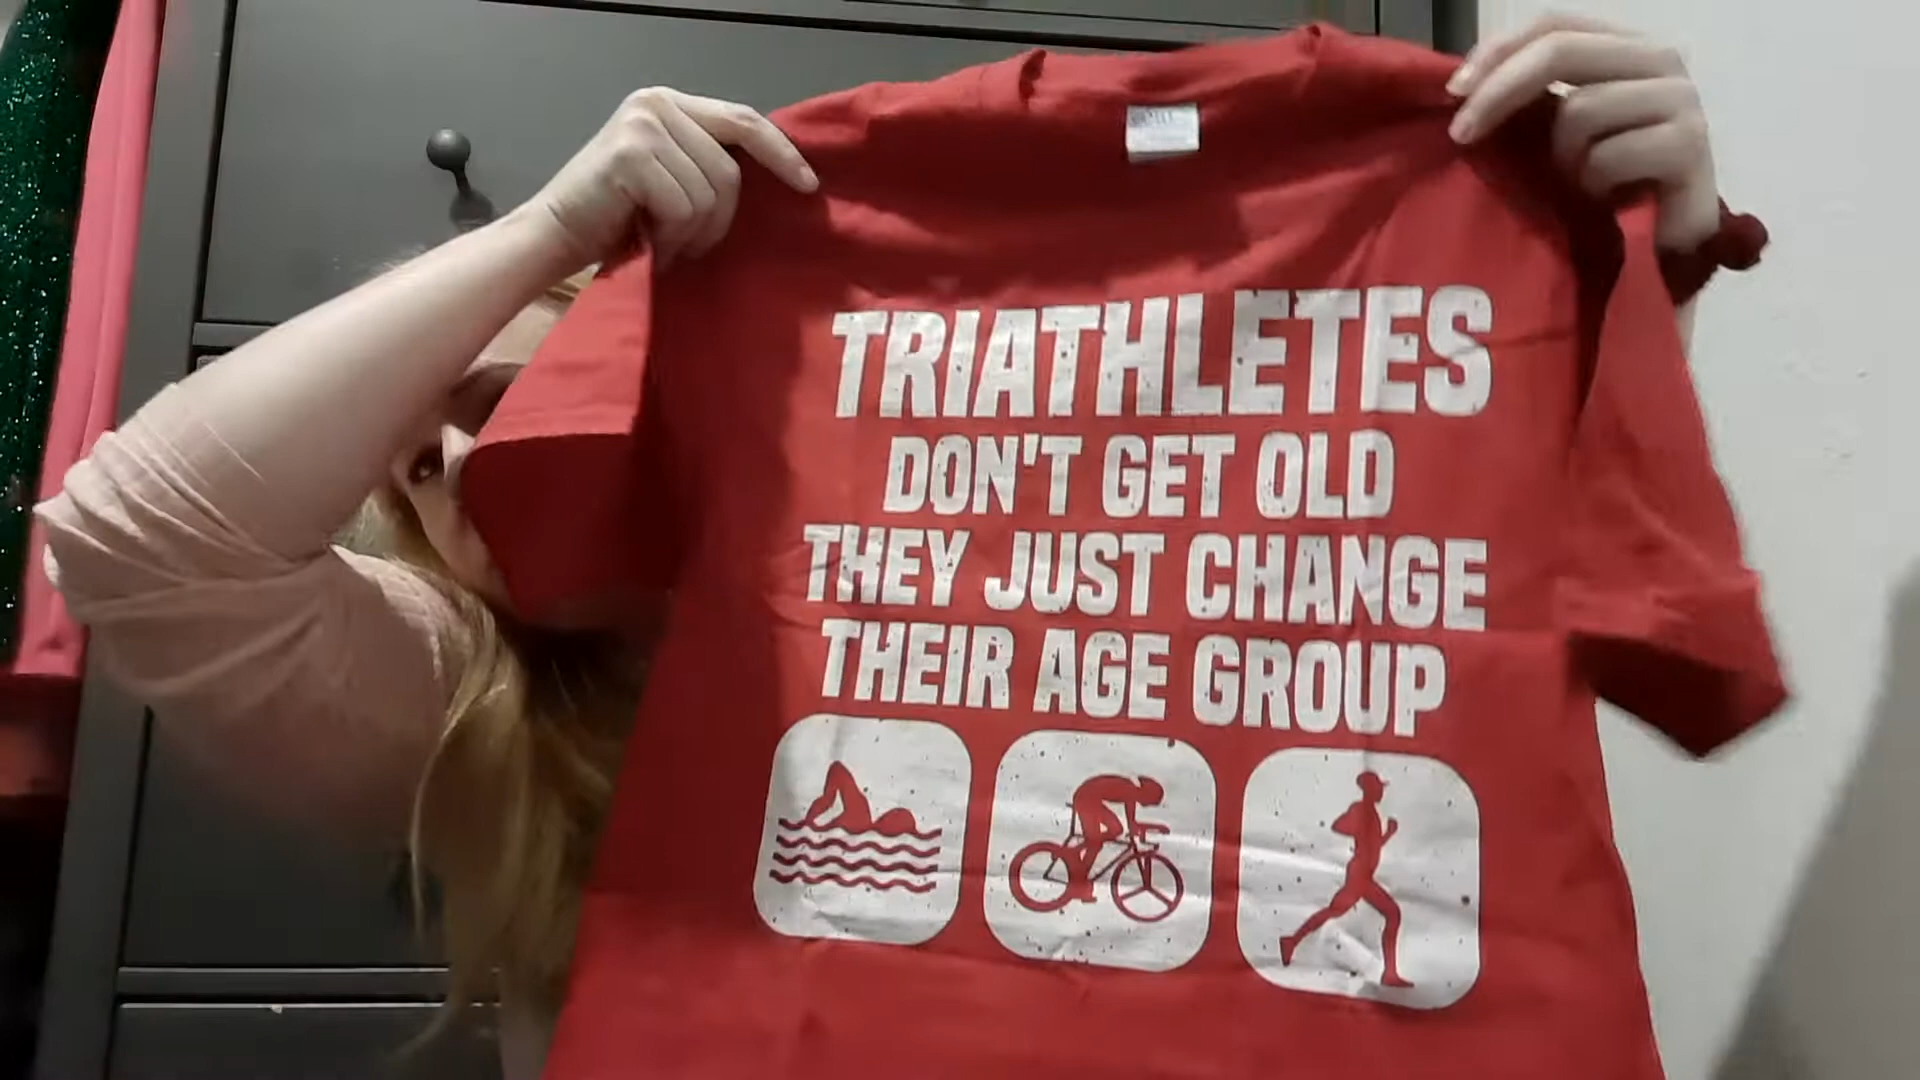 TRIATHLETES
DON'T GET OLD
THEY JUST CHANGE
THEIR AGE GROUP